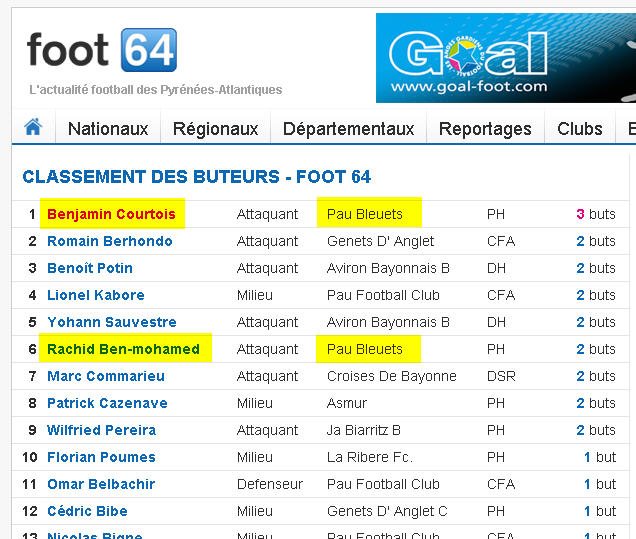 foot 64
L'actualité football des Pyrénées-Atlantiques
Goal
LES ANGES GARDIENS DU FOOT-BALL
www.goal-foot.com
Nationaux Régionaux Départementaux Reportages Clubs E
CLASSEMENT DES BUTEURS - FOOT 64
1 Benjamin Courtois Attaquant Pau Bleuets PH 3 buts
2 Romain Berhondo Attaquant Genets D' Anglet CFA 2 buts
3 Benoît Potin Attaquant Aviron Bayonnais B DH 2 buts
4 Lionel Kabore Milieu Pau Football Club CFA 2 buts
5 Yohann Sauvestre Attaquant Aviron Bayonnais B DH 2 buts
6 Rachid Ben-mohamed Attaquant Pau Bleuets PH 2 buts
7 Marc Commarieu Attaquant Croises De Bayonne DSR 2 buts
8 Patrick Cazenave Milieu Asmur PH 2 buts
9 Wilfried Pereira Attaquant Ja Biarritz B PH 2 buts
10 Florian Poumes Milieu La Ribere Fc. PH 1 but
11 Omar Belbachir Defenseur Pau Football Club CFA 1 but
12 Cédric Bibe Milieu Genets D' Anglet C PH 1 but
13 Nicolas Bigne Milieu Pau Football Club CFA 1 but